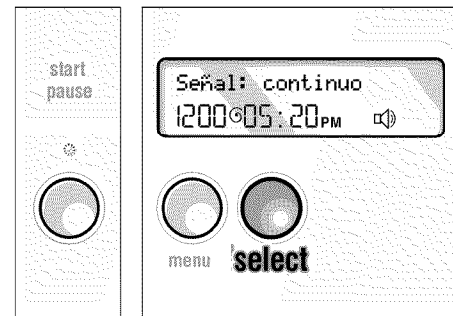 start
pause
Señal: continuo
1200 05:20PM
menu
select